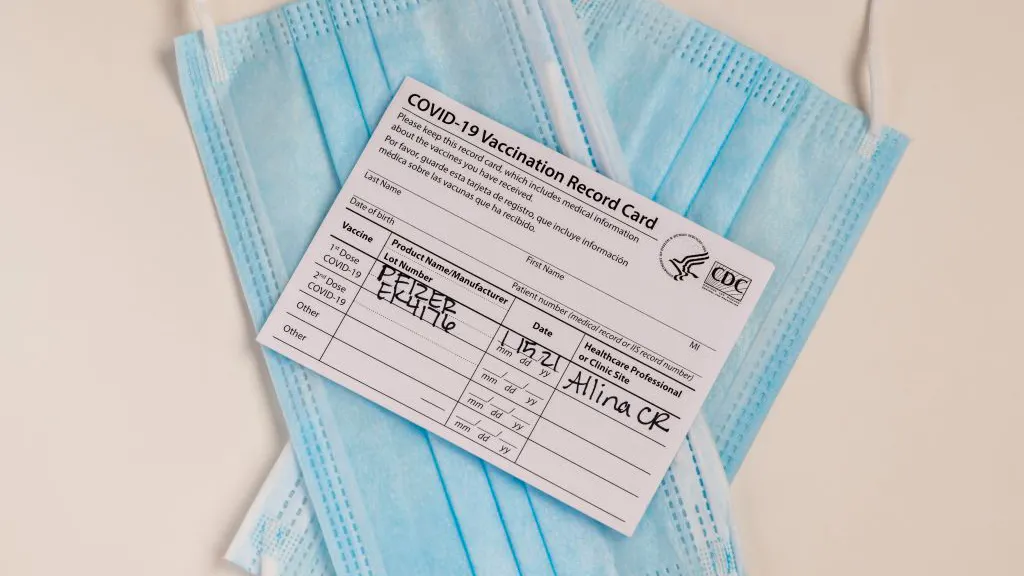 COVID-19 Vaccination Record Card
Please keep this record card, which includes medical information
about the vaccines you have received.
Por favor, guarde esta tarjeta de registro, que incluye información
médica sobre las vacunas que ha recibido.
Last Name First Name MI
Date of birth Patient number (medical record or IIS record number)
Vaccine Product Name/Manufacturer Date Healthcare Professional
Lot Number or Clinic Site
1st Dose PFIZER 1 15 21 Allina CR
COVID-19 EK4176 mm dd yy
2nd Dose
COVID-19 mm dd yy
Other mm dd yy
Other mm dd yy
CDC